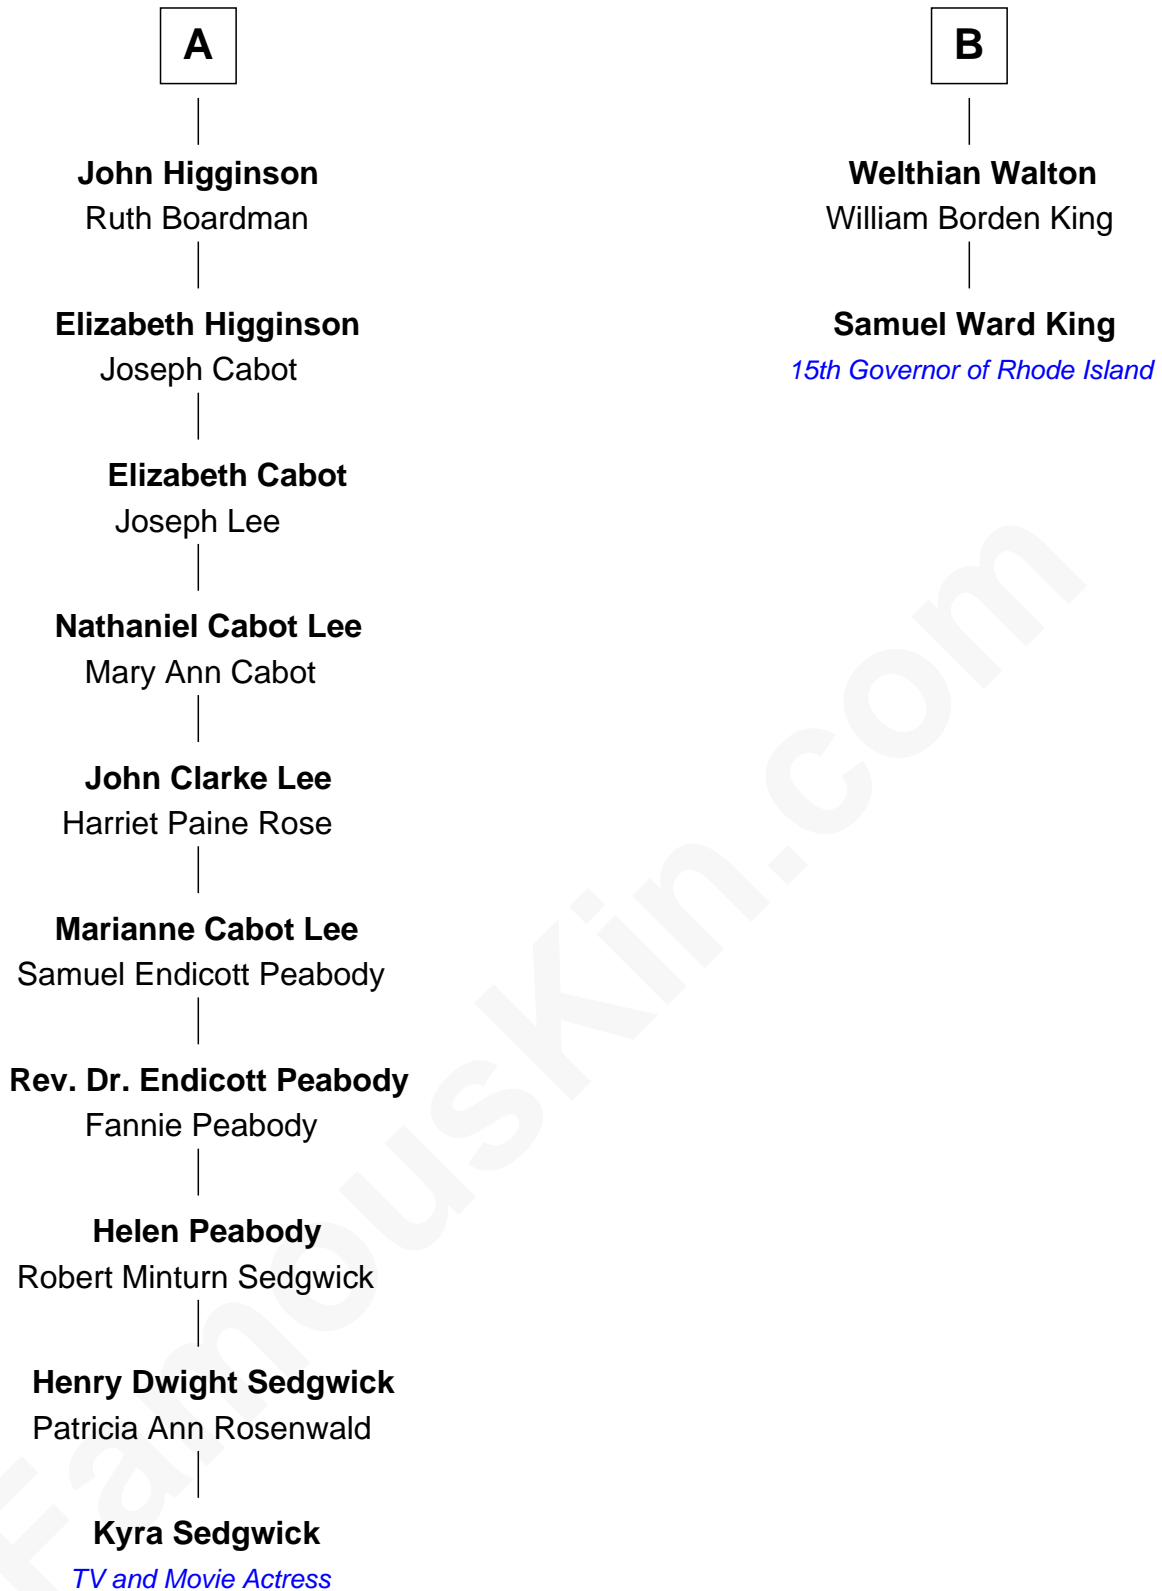 A
John Higginson
Ruth Boardman
Elizabeth Higginson
Joseph Cabot
Elizabeth Cabot
Joseph Lee
Nathaniel Cabot Lee
Mary Ann Cabot
John Clarke Lee
Harriet Paine Rose
Marianne Cabot Lee
Samuel Endicott Peabody
Rev. Dr. Endicott Peabody
Fannie Peabody
Helen Peabody
Robert Minturn Sedgwick
Henry Dwight Sedgwick
Patricia Ann Rosenwald
Kyra Sedgwick
TV and Movie Actress
B
Welthian Walton
William Borden King
Samuel Ward King
15th Governor of Rhode Island
FamousKin.com